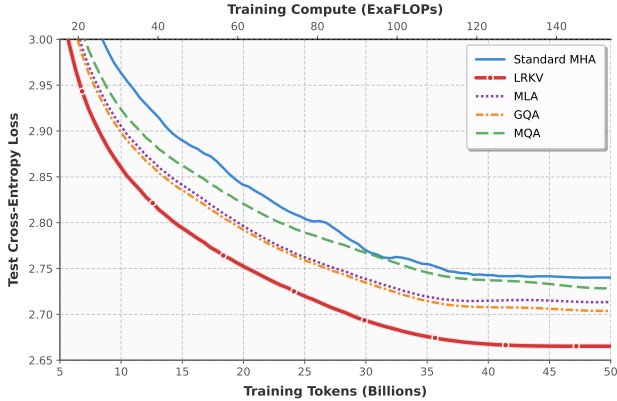 Training Compute (ExaFLOPs)
20 40 60 80 100 120 140
3.00
2.95
2.90
2.85
2.80
2.75
2.70
2.65
Test Cross-Entropy Loss
Standard MHA
LRKV
MLA
GQA
MQA
5 10 15 20 25 30 35 40 45 50
Training Tokens (Billions)